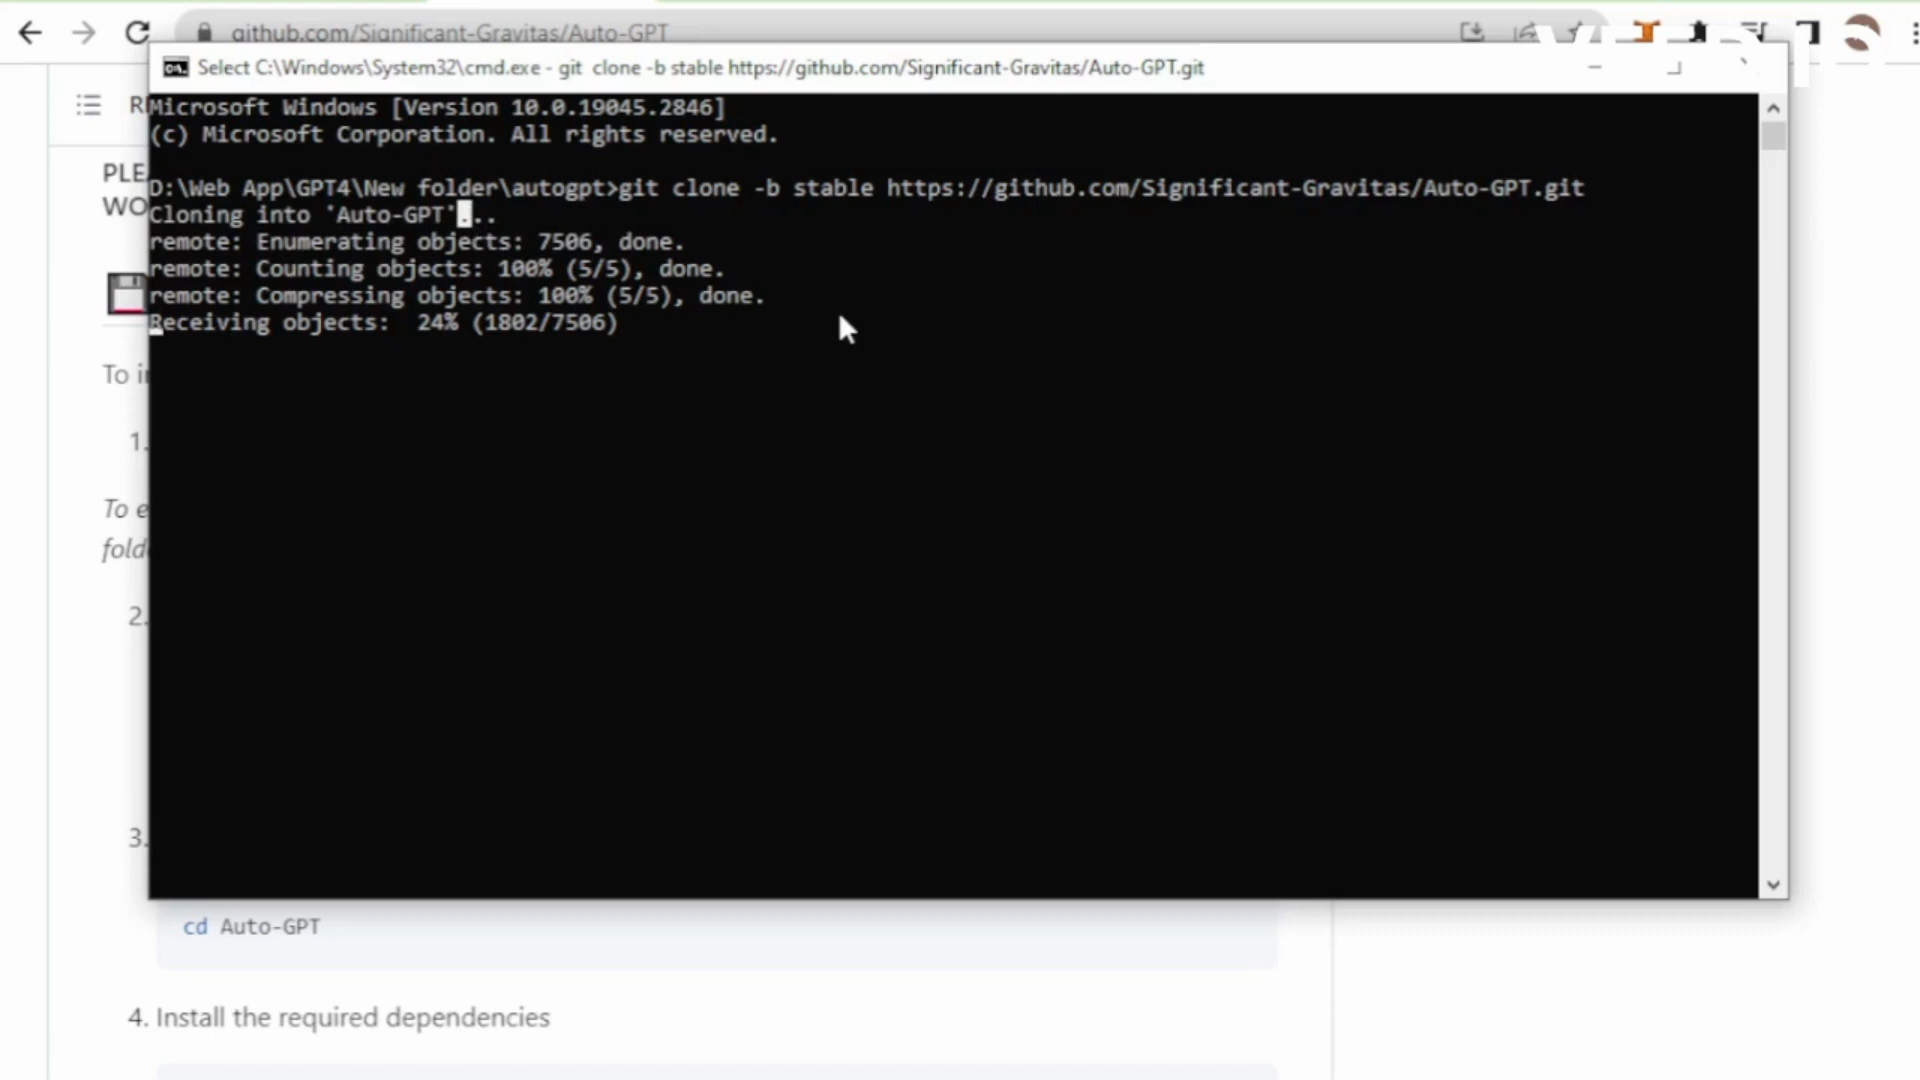 github.com/Significant-Gravitas/Auto-GPT
Select C:\Windows\System32\cmd.exe - git  clone -b stable https://github.com/Significant-Gravitas/Auto-GPT.git
Microsoft Windows [Version 10.0.19045.2846]
(c) Microsoft Corporation. All rights reserved.
D:\Web App\GPT4\New folder\autogpt>git clone -b stable https://github.com/Significant-Gravitas/Auto-GPT.git
Cloning into 'Auto-GPT'...
remote: Enumerating objects: 7506, done.
remote: Counting objects: 100% (5/5), done.
remote: Compressing objects: 100% (5/5), done.
Receiving objects:  24% (1802/7506)
PLE
WO
To i
1.
To e
fold
2.
3.
cd Auto-GPT
4. Install the required dependencies